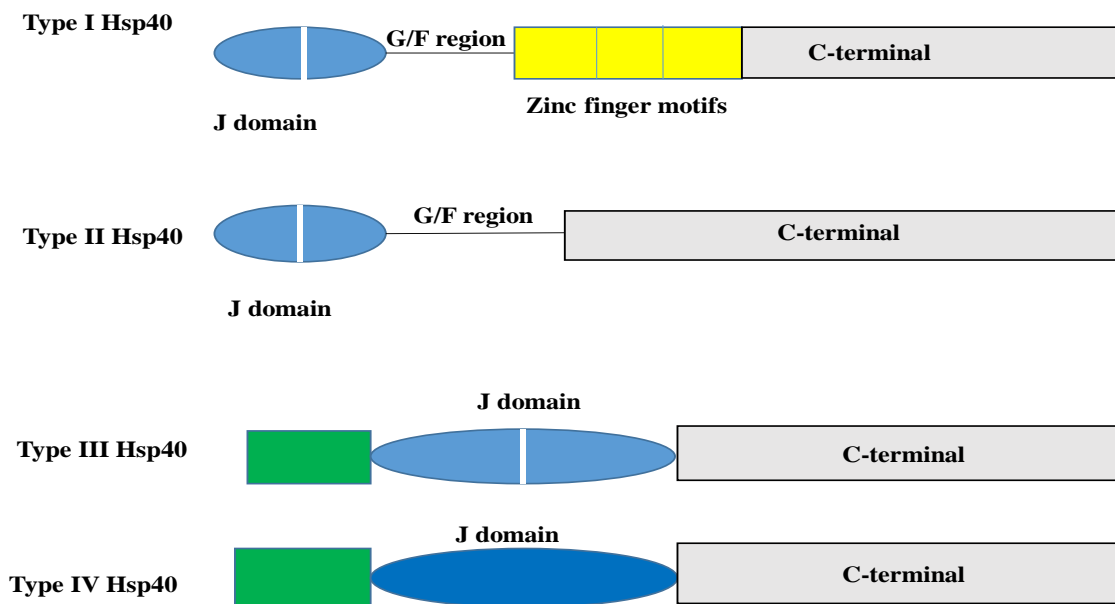 Type I Hsp40
G/F region
C-terminal
Zinc finger motifs
J domain
G/F region
C-terminal
Type II Hsp40
J domain
J domain
Type III Hsp40
C-terminal
J domain
C-terminal
Type IV Hsp40